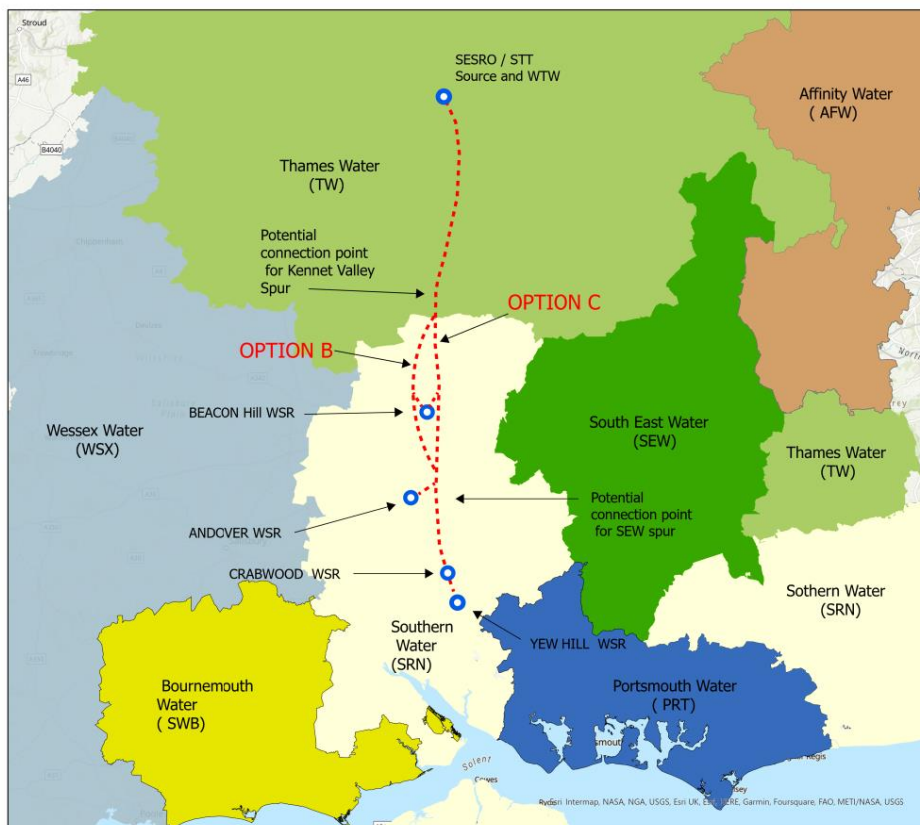 Stroud
A46
B4040
SESRO / STT
Source and WTW
Affinity Water
( AFW)
Thames Water
(TW)
Potential
connection point
for Kennet Valley
Spur
OPTION C
OPTION B
BEACON Hill WSR
Wessex Water
(WSX)
South East Water
(SEW)
Thames Water
(TW)
Potential
connection point
for SEW spur
ANDOVER WSR
CRABWOOD WSR
Sothern Water
(SRN)
Southern
Water
(SRN)
YEW HILL WSR
Bournemouth
Water
( SWB)
Portsmouth Water
( PRT)
Solent
Cowes
Esri Intermap, NASA, NGA, USGS, Esri UK, Garmin, Foursquare, FAO, METI/NASA, USGS